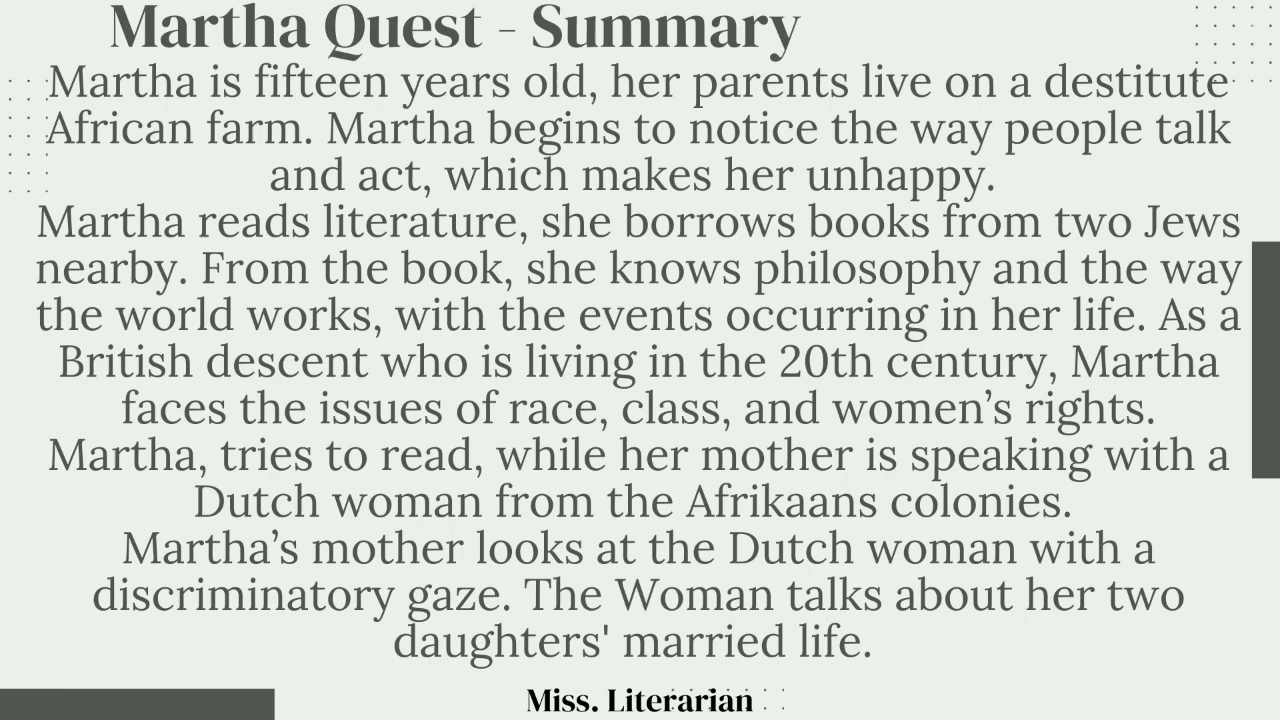 Martha Quest - Summary
Martha is fifteen years old, her parents live on a destitute
African farm. Martha begins to notice the way people talk
and act, which makes her unhappy.
Martha reads literature, she borrows books from two Jews
nearby. From the book, she knows philosophy and the way
the world works, with the events occurring in her life. As a
British descent who is living in the 20th century, Martha
faces the issues of race, class, and women’s rights.
Martha, tries to read, while her mother is speaking with a
Dutch woman from the Afrikaans colonies.
Martha’s mother looks at the Dutch woman with a
discriminatory gaze. The Woman talks about her two
daughters' married life.
Miss. Literarian